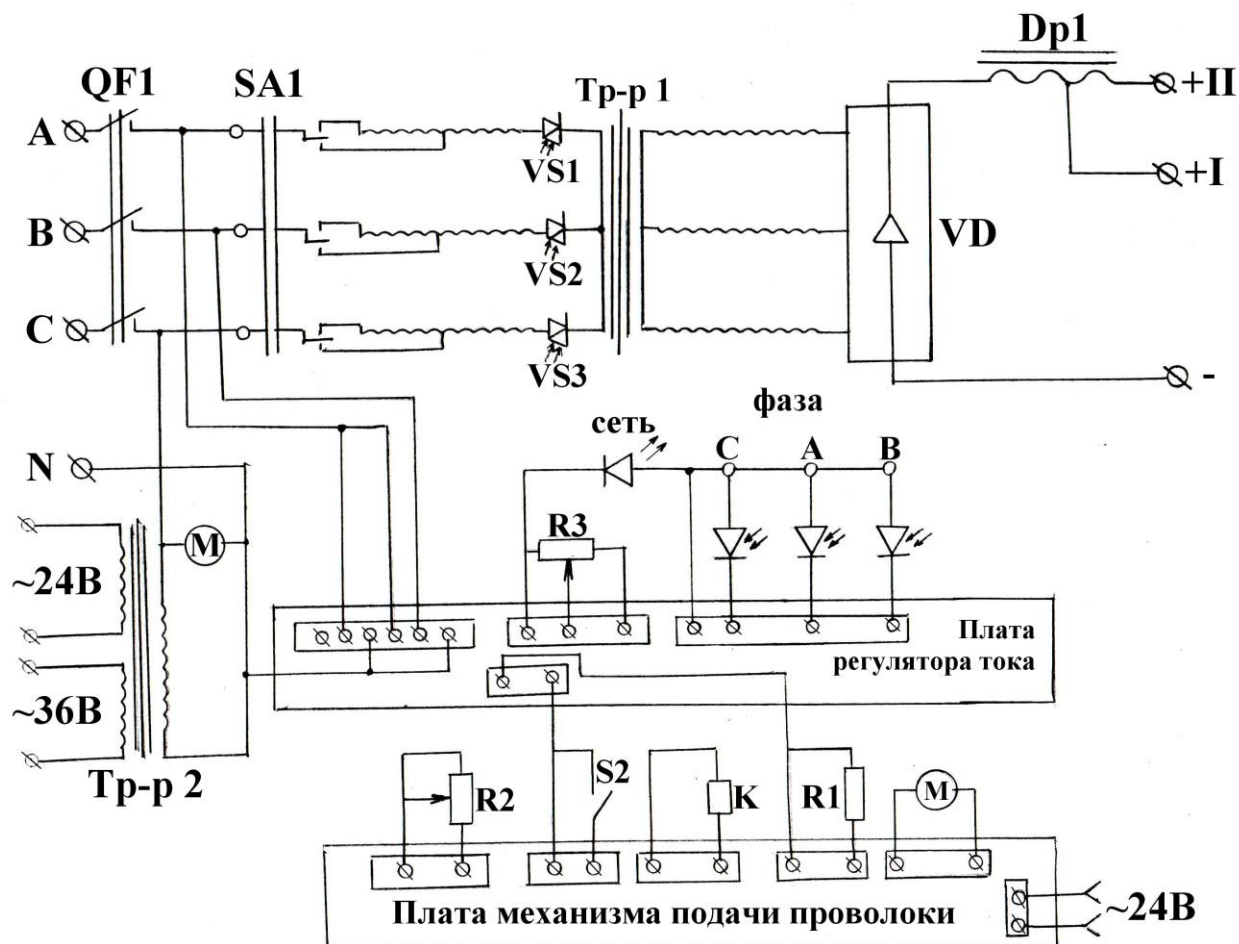 QF1
SA1
Тр-р 1
Dp1
+II
+I
A
B
C
VS1
VS2
VS3
VD
-
N
сеть
фаза
C
A
B
R3
M
~24В
~36В
Тр-р 2
Плата
регулятора тока
R2
S2
K
R1
M
~24В
Плата механизма подачи проволоки